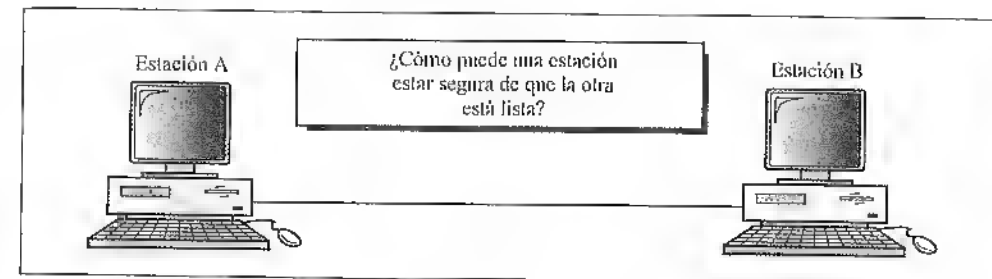 Estación A
¿Cómo puede una estación
estar segura de que la otra
está lista?
Estación B